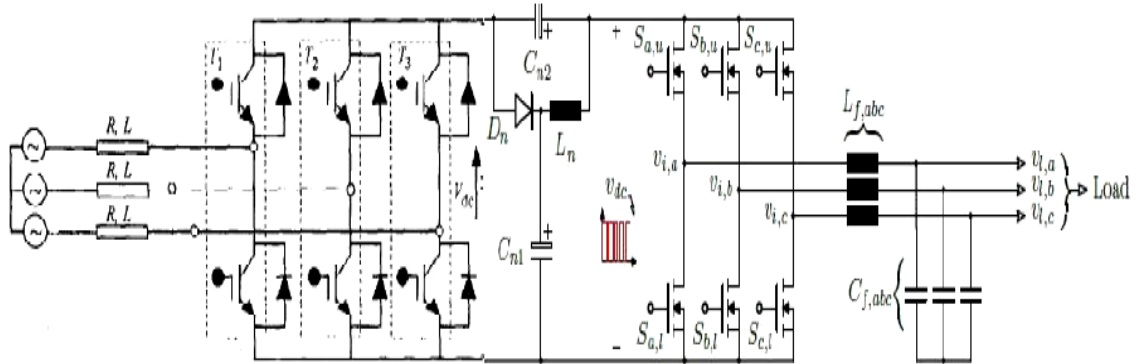 T1
T2
T3
R, L
R, L
R, L
Vdc
Cn2
Dn
Ln
Cn1
+
+
+
−
vdc
Sa,u
Sb,u
Sc,u
vi,a
vi,b
vi,c
Sa,l
Sb,l
Sc,l
Lf,abc
vl,a
vl,b
vl,c
Load
Cf,abc